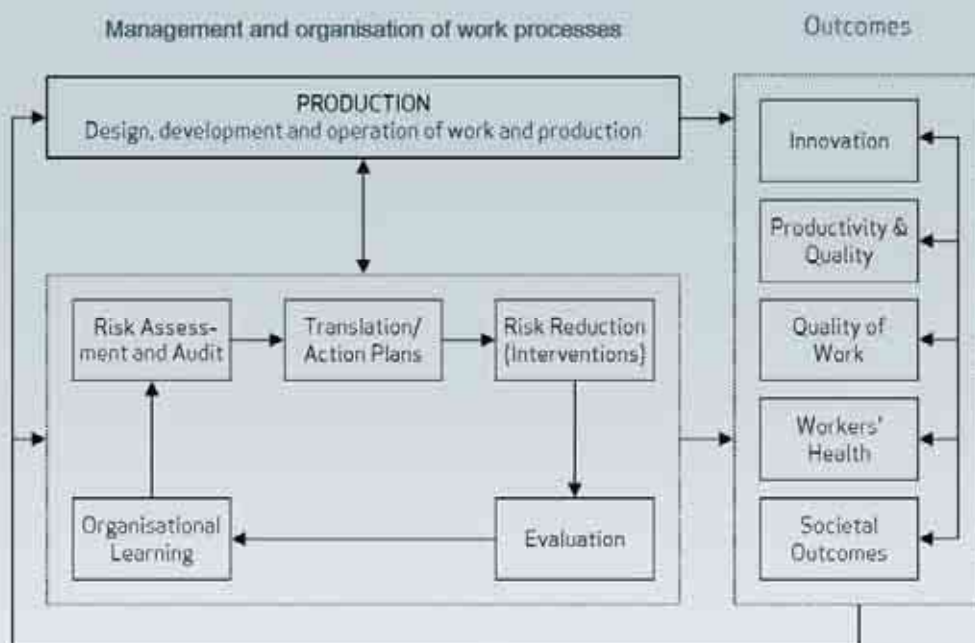 Management and organisation of work processes
Outcomes
PRODUCTION
Design, development and operation of work and production
Innovation
Productivity &
Quality
Risk Assess-
ment and Audit
Translation/
Action Plans
Risk Reduction
(Interventions)
Quality of
Work
Workers'
Health
Organisational
Learning
Evaluation
Societal
Outcomes